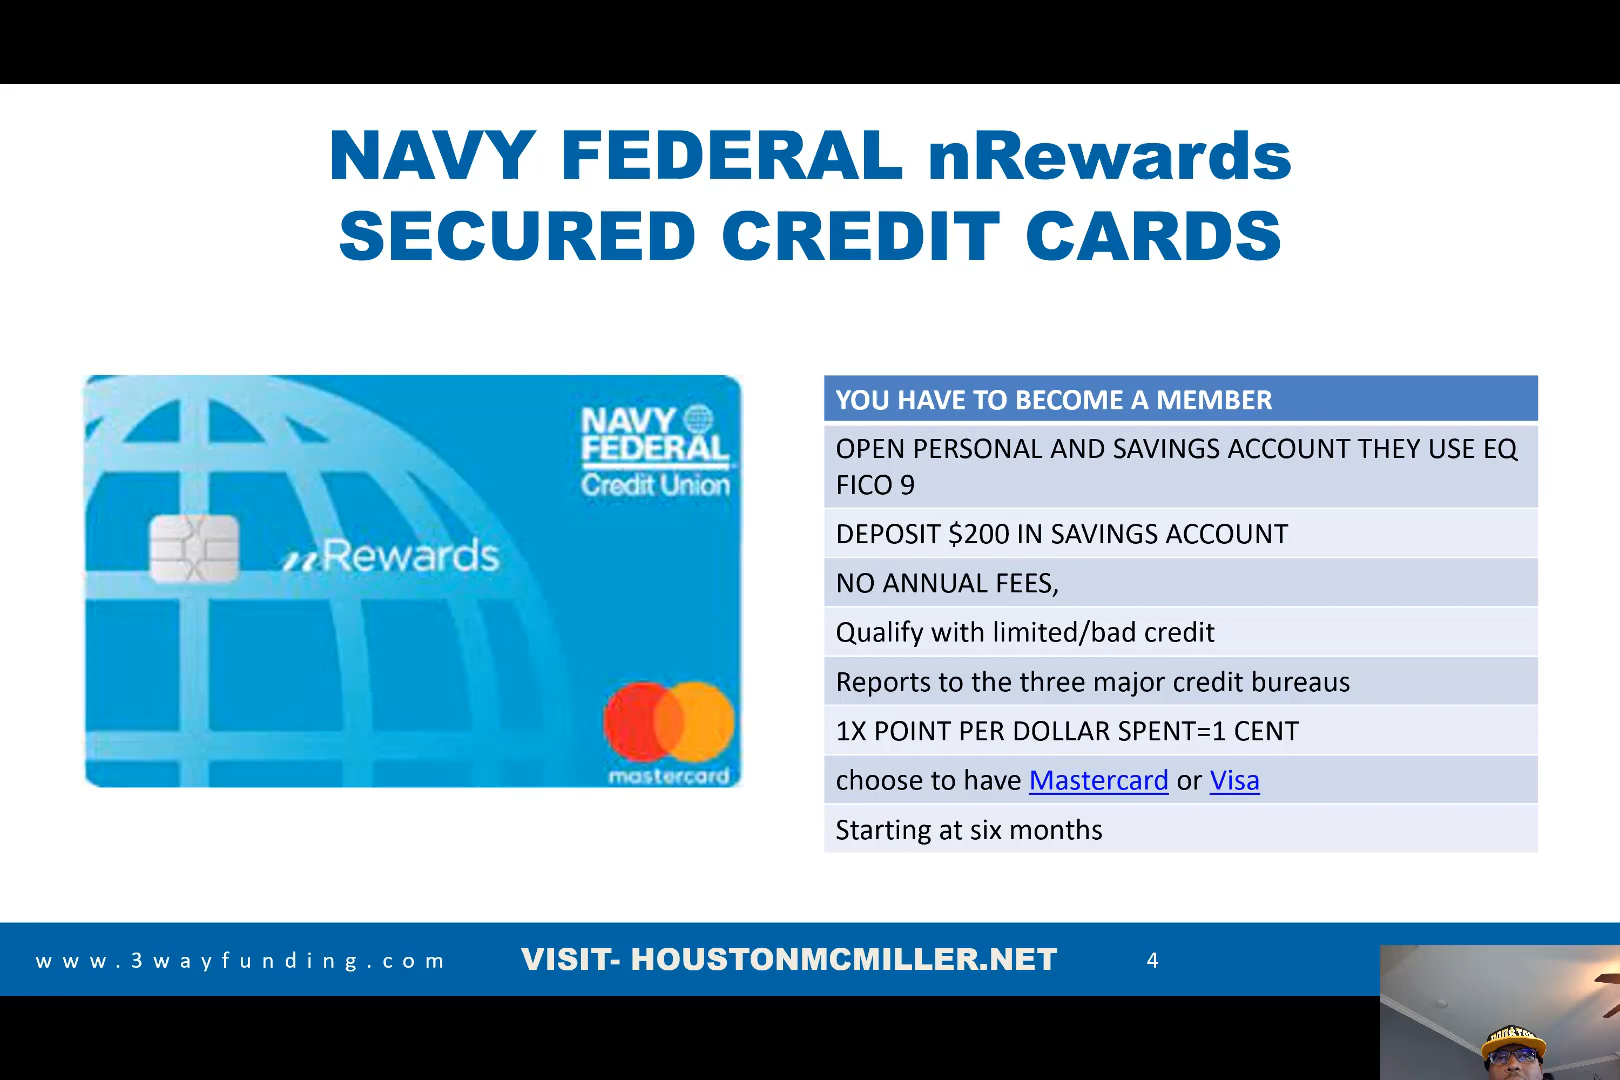 NAVY FEDERAL nRewards
SECURED CREDIT CARDS
NAVY
FEDERAL
Credit Union
nRewards
mastercard
YOU HAVE TO BECOME A MEMBER
OPEN PERSONAL AND SAVINGS ACCOUNT THEY USE EQ
FICO 9
DEPOSIT $200 IN SAVINGS ACCOUNT
NO ANNUAL FEES,
Qualify with limited/bad credit
Reports to the three major credit bureaus
1X POINT PER DOLLAR SPENT=1 CENT
choose to have Mastercard or Visa
Starting at six months
www.3wayfunding.com
VISIT- HOUSTONMCMILLER.NET
4